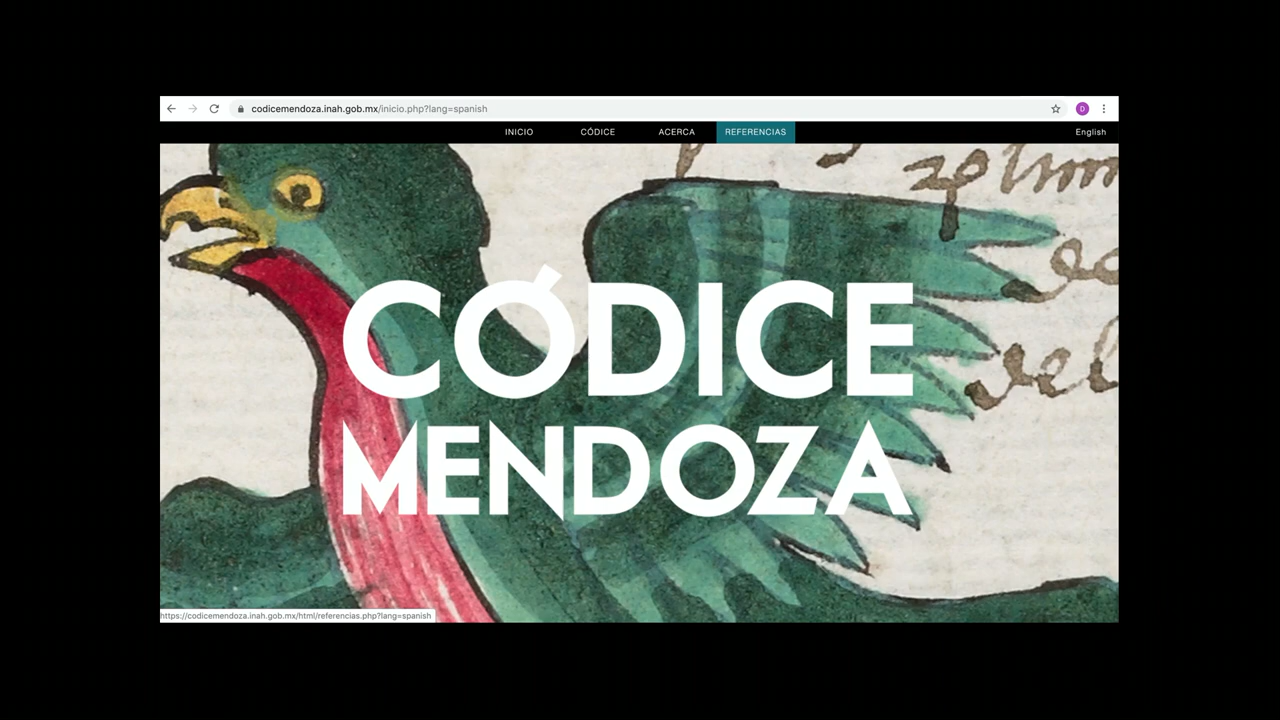 codicemendoza.inah.gob.mx/inicio.php?lang=spanish
D
INICIO CÓDICE ACERCA REFERENCIAS English
CÓDICE
MENDOZA
https://codicemendoza.inah.gob.mx/html/referencias.php?lang=spanish